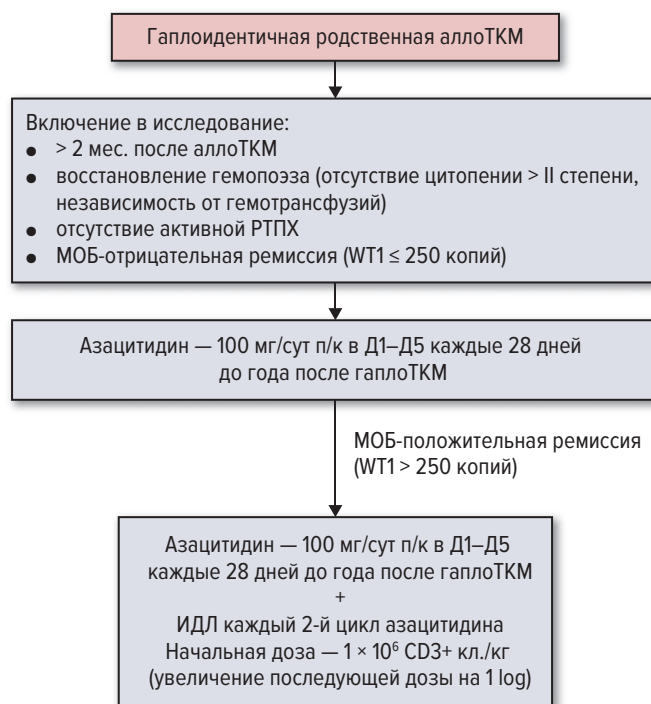 Гаплоидентичная родственная аллоТКМ
Включение в исследование:
● > 2 мес. после аллоТКМ
● восстановление гемопоэза (отсутствие цитопении > II степени,
независимость от гемотрансфузий)
● отсутствие активной РТПХ
● МОБ-отрицательная ремиссия (WT1 ≤ 250 копий)
Азацитидин — 100 мг/сут п/к в Д1–Д5 каждые 28 дней
до года после гаплоТКМ
МОБ-положительная ремиссия
(WT1 > 250 копий)
Азацитидин — 100 мг/сут п/к в Д1–Д5
каждые 28 дней до года после гаплоТКМ
+
ИДЛ каждый 2-й цикл азацитидина
Начальная доза — 1 × 10⁶ CD3+ кл./кг
(увеличение последующей дозы на 1 log)